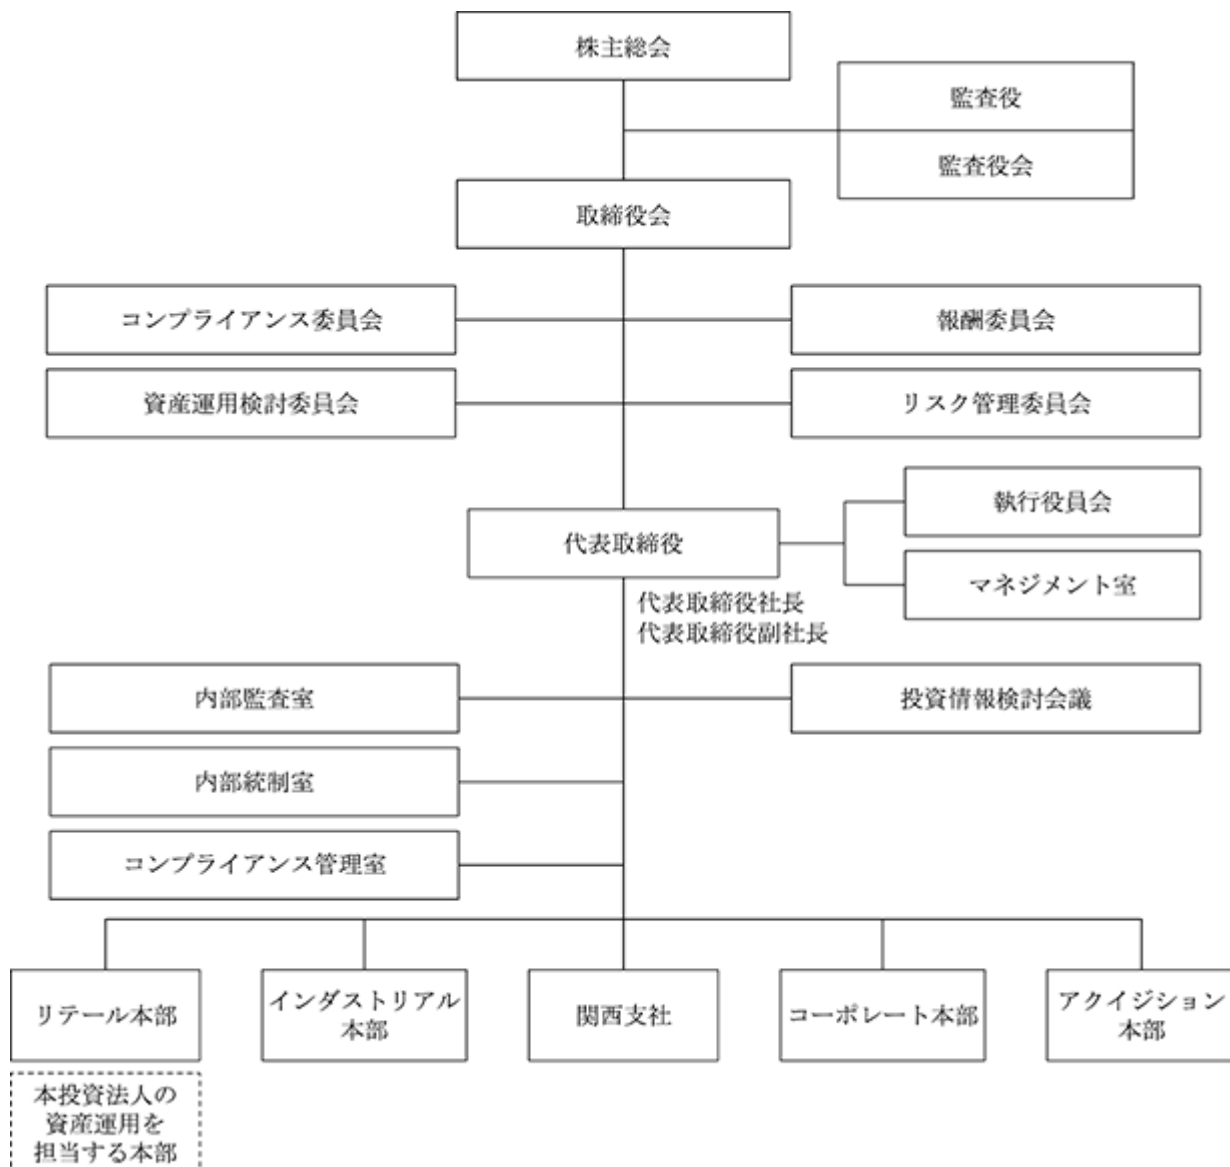 株主総会
監査役
監査役会
取締役会
コンプライアンス委員会
報酬委員会
資産運用検討委員会
リスク管理委員会
執行役員会
代表取締役
マネジメント室
代表取締役社長
代表取締役副社長
内部監査室
投資情報検討会議
内部統制室
コンプライアンス管理室
リテール本部
インダストリアル
本部
関西支社
コーポレート本部
アクイジション
本部
本投資法人の
資産運用を
担当する本部